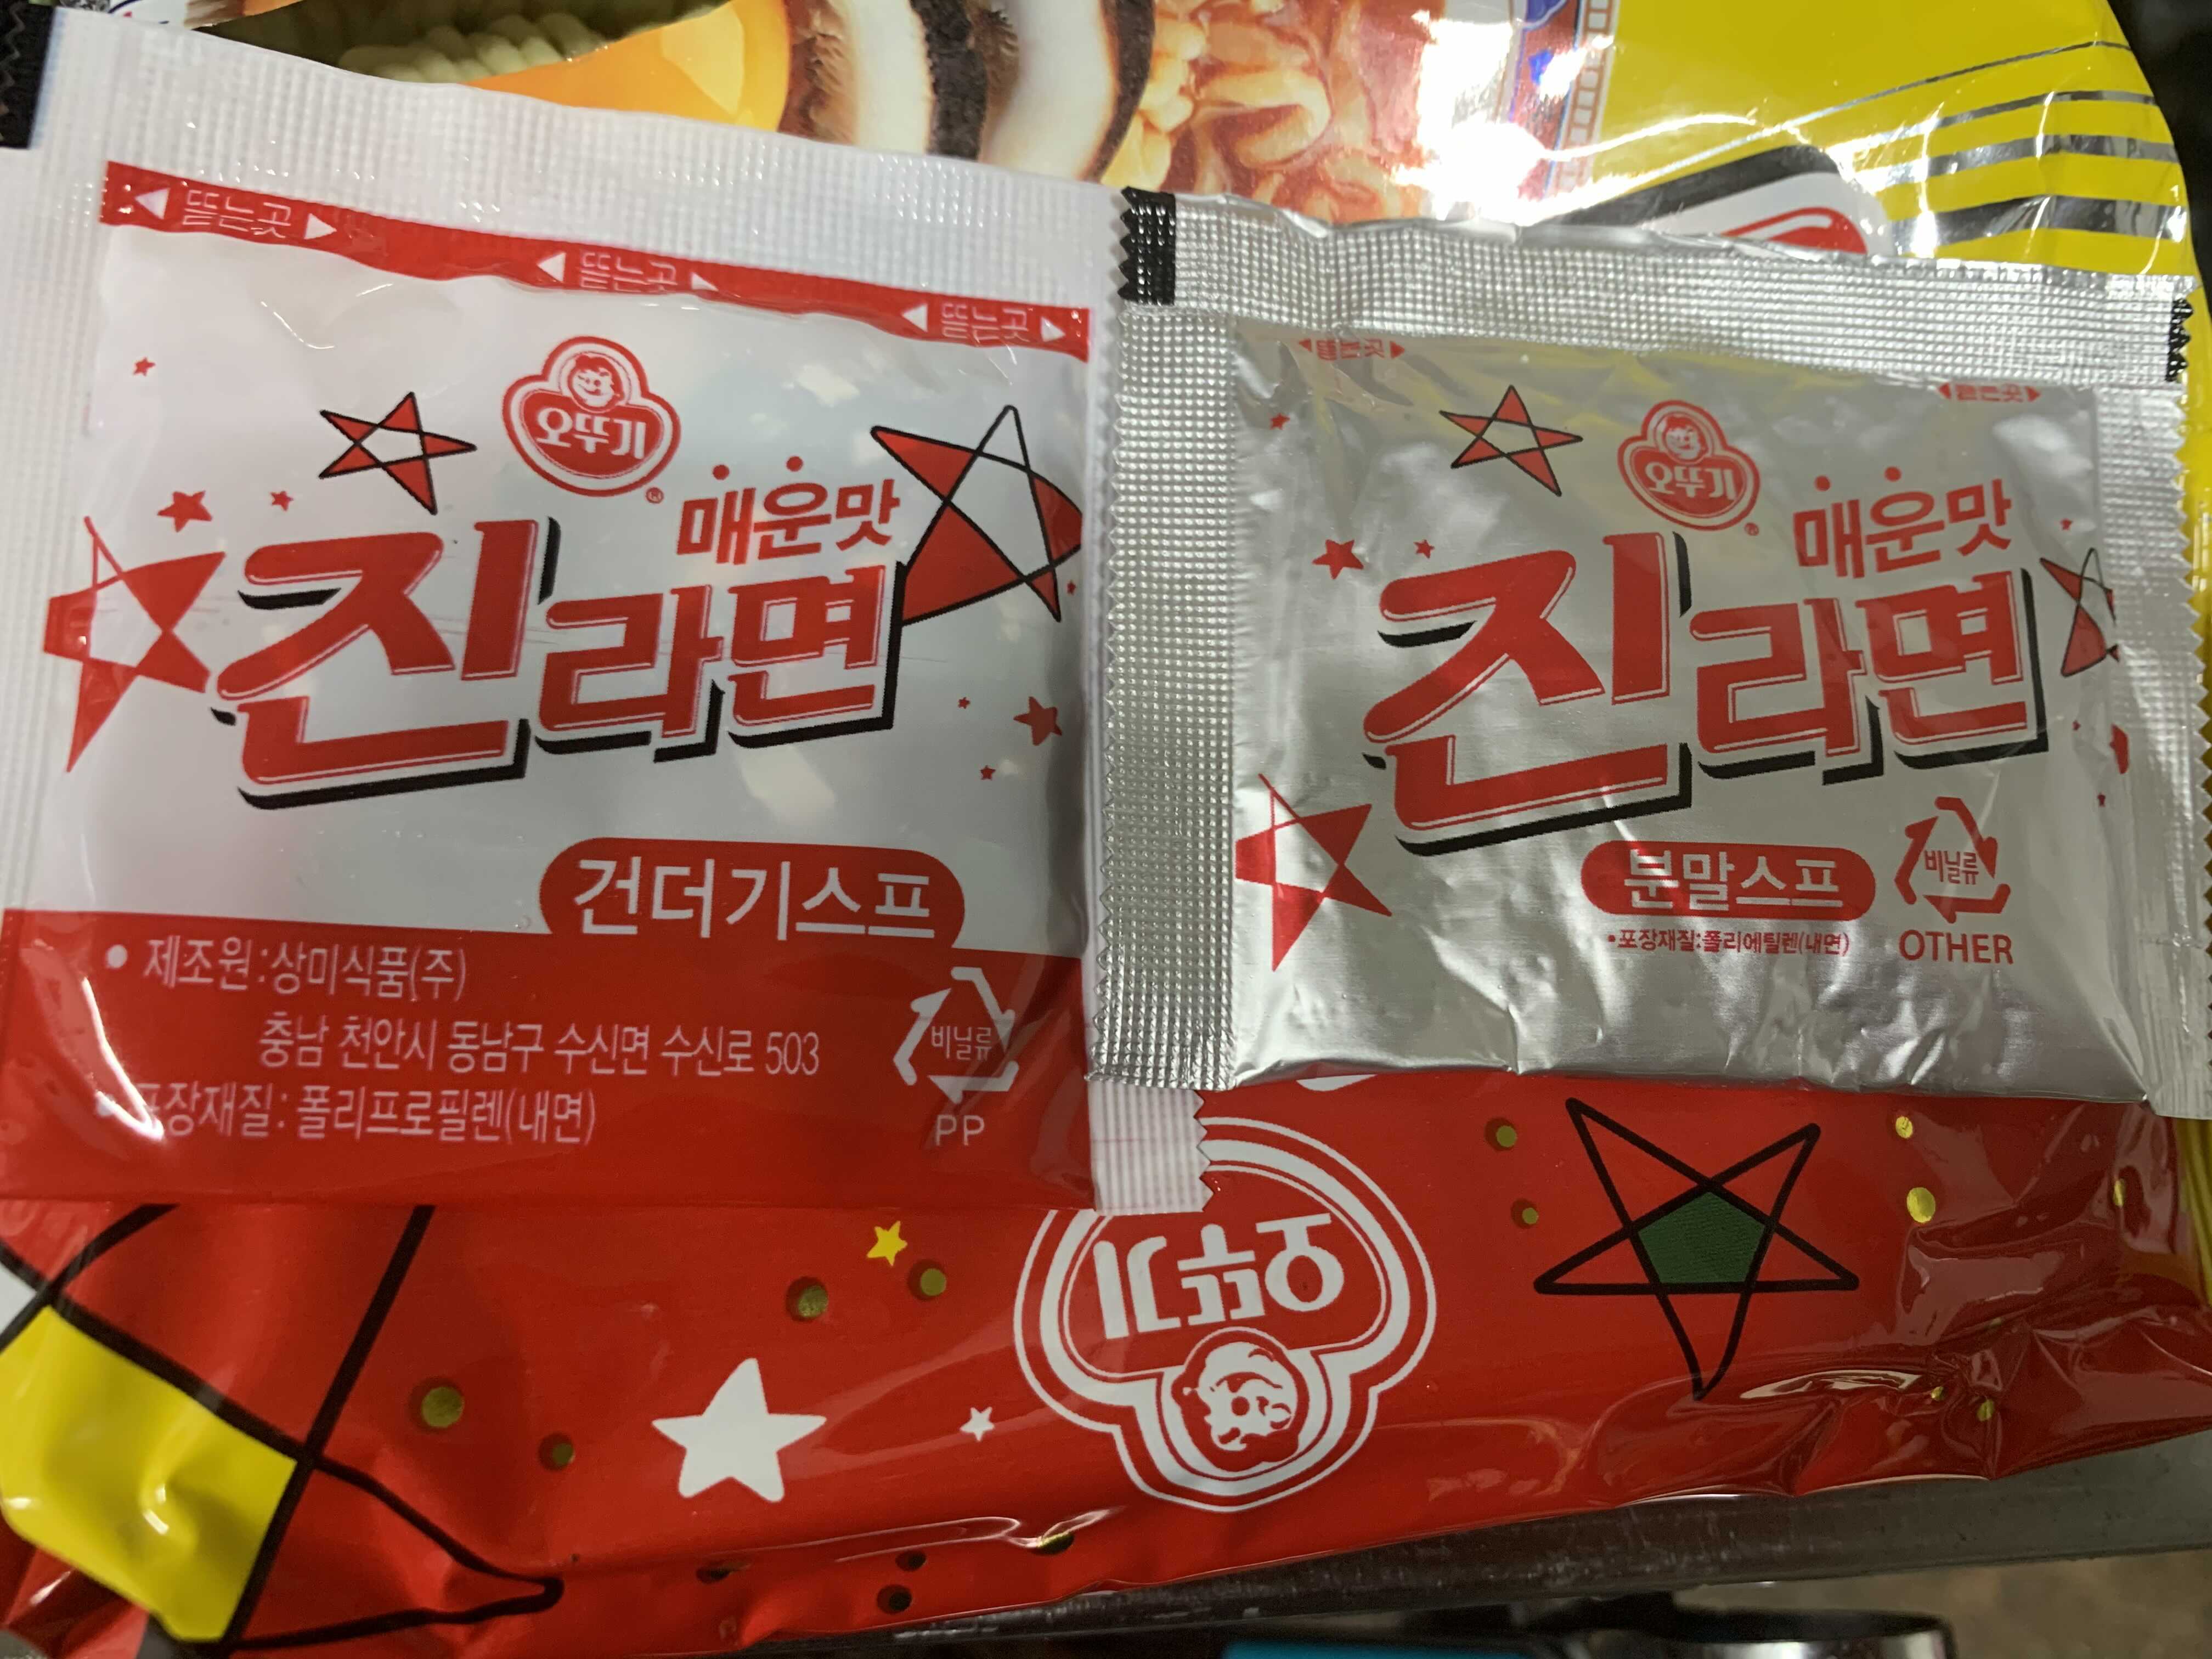 뜯는곳 뜯는곳 뜯는곳
오뚜기
매운맛
진라면
건더기스프
• 제조원:상미식품(주)
충남 천안시 동남구 수신면 수신로 503
포장재질: 폴리프로필렌(내면)
비닐류
PP
뜯는곳 뜯는곳
오뚜기
매운맛
진라면
분말스프
•포장재질:폴리에틸렌(내면)
비닐류
OTHER
오뚜기